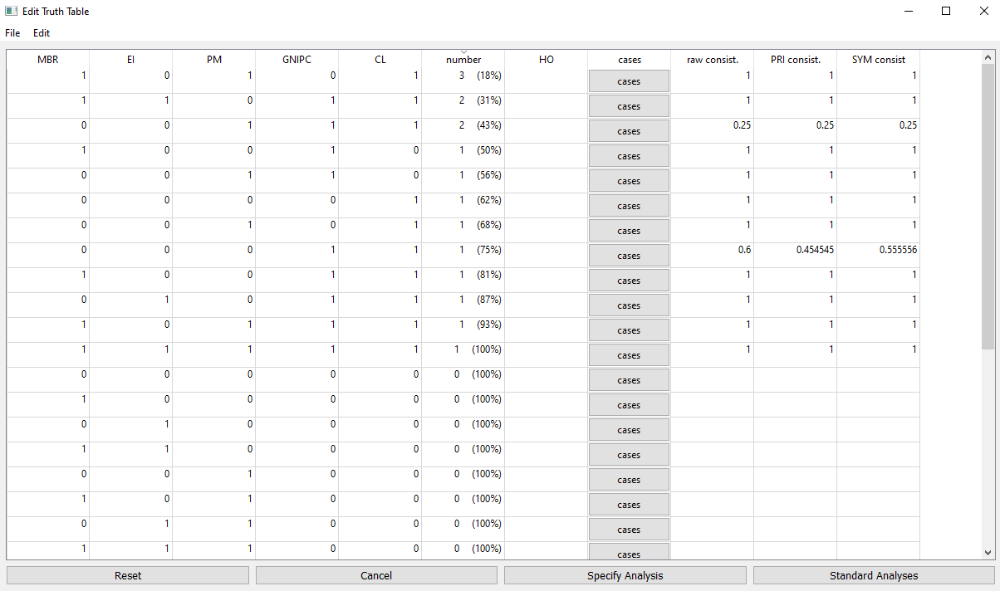 Edit Truth Table
File Edit
MBR EI PM GNIPC CL number HO cases raw consist. PRI consist. SYM consist
1 0 1 0 1 3 (18%) cases 1 1 1
1 1 0 1 1 2 (31%) cases 1 1 1
0 0 1 1 1 2 (43%) cases 0.25 0.25 0.25
1 0 0 1 0 1 (50%) cases 1 1 1
0 0 1 1 0 1 (56%) cases 1 1 1
0 0 0 0 1 1 (62%) cases 1 1 1
0 0 1 0 1 1 (68%) cases 1 1 1
0 0 0 1 1 1 (75%) cases 0.6 0.454545 0.555556
1 0 0 1 1 1 (81%) cases 1 1 1
0 1 0 1 1 1 (87%) cases 1 1 1
1 0 1 1 1 1 (93%) cases 1 1 1
1 1 1 1 1 1 (100%) cases 1 1 1
0 0 0 0 0 0 (100%) cases
1 0 0 0 0 0 (100%) cases
0 1 0 0 0 0 (100%) cases
1 1 0 0 0 0 (100%) cases
0 0 1 0 0 0 (100%) cases
1 0 1 0 0 0 (100%) cases
0 1 1 0 0 0 (100%) cases
1 1 1 0 0 0 (100%) cases
Reset Cancel Specify Analysis Standard Analyses